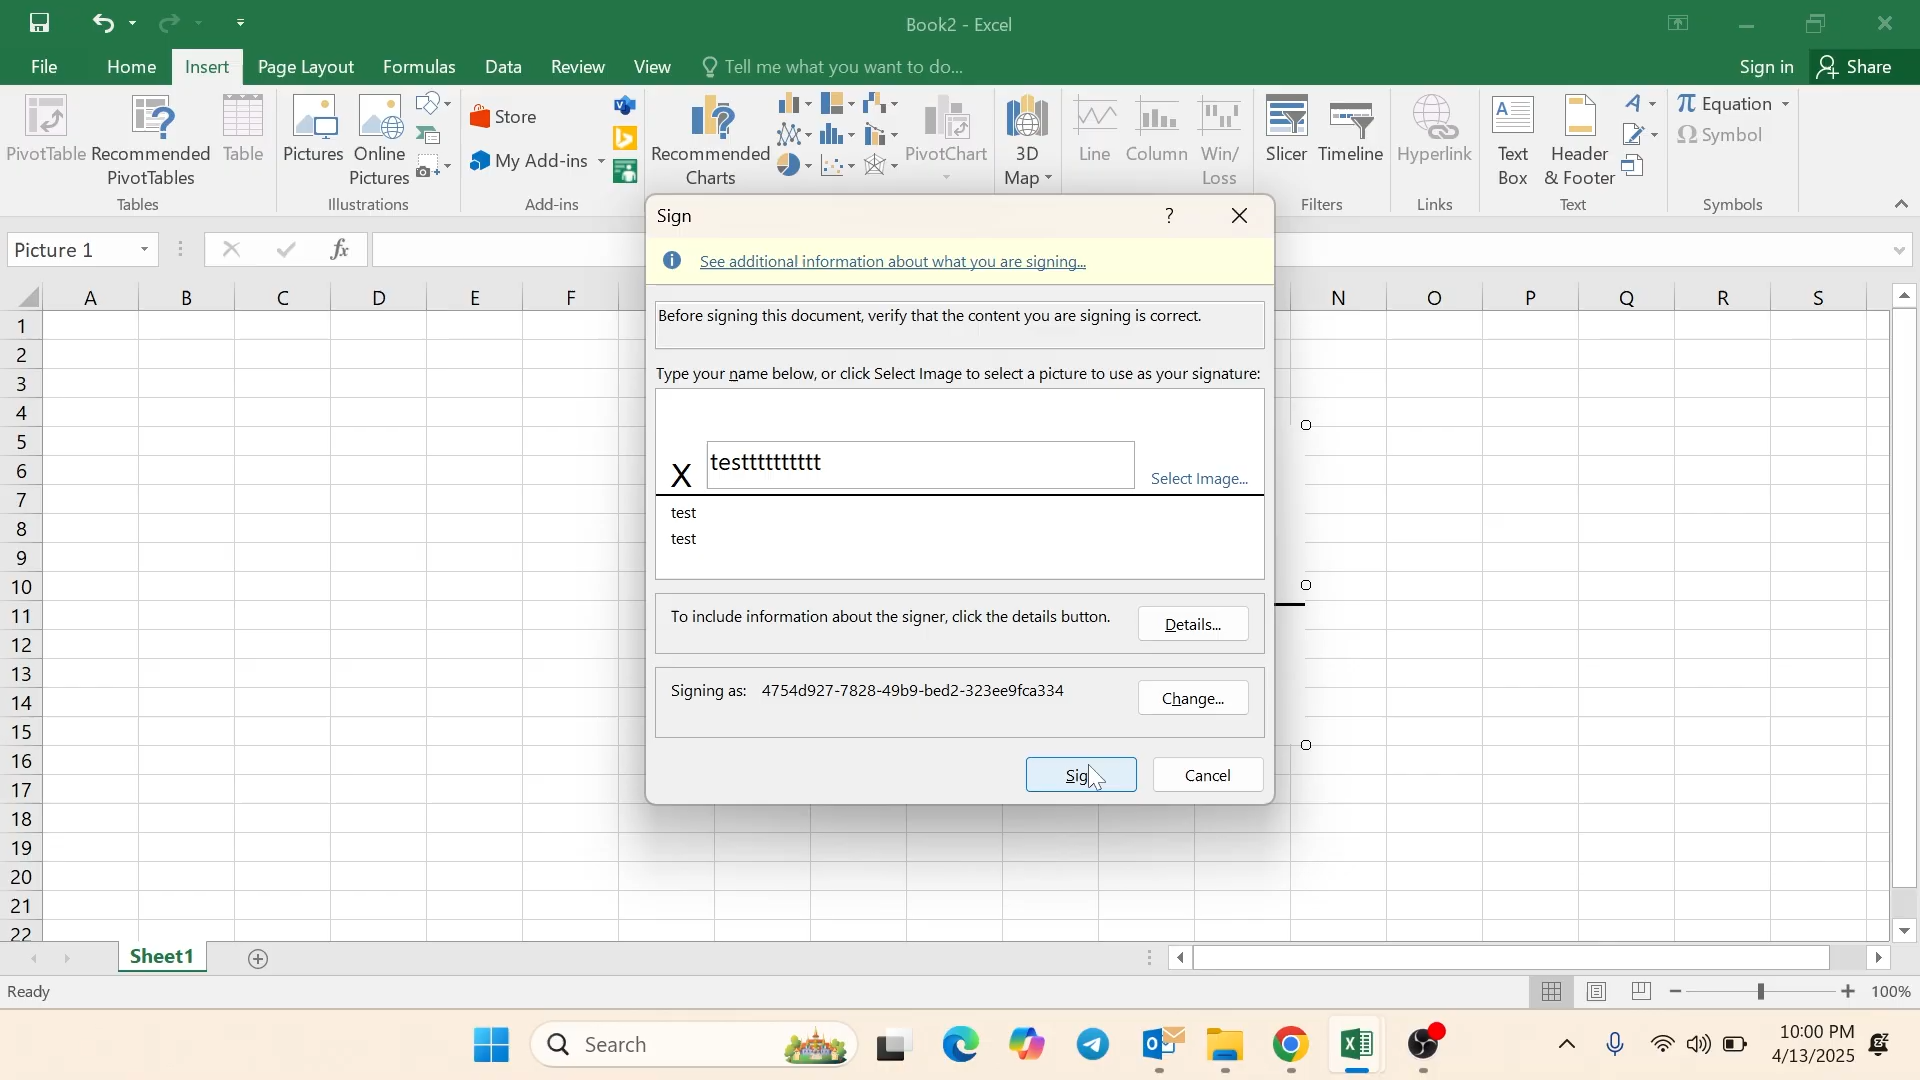 Book2 - Excel
File Home Insert Page Layout Formulas Data Review View Tell me what you want to do... Sign in Share
PivotTable Recommended PivotTables Table
Tables
Pictures Online Pictures
Illustrations
Store
My Add-ins
Add-ins
Recommended Charts
PivotChart
3D Map
Line Column Win/ Loss
Slicer Timeline
Filters
Hyperlink
Links
Text Box Header & Footer
Text
Equation
Symbol
Symbols
Picture 1
fx
A B C D E F N O P Q R S
1
2
3
4
5
6
7
8
9
10
11
12
13
14
15
16
17
18
19
20
21
22
Sign ?
See additional information about what you are signing...
Before signing this document, verify that the content you are signing is correct.
Type your name below, or click Select Image to select a picture to use as your signature:
X testttttttttt
Select Image...
test
test
To include information about the signer, click the details button. Details...
Signing as: 4754d927-7828-49b9-bed2-323ee9fca334 Change...
Sig Cancel
Sheet1
Ready 100%
Search
10:00 PM
4/13/2025